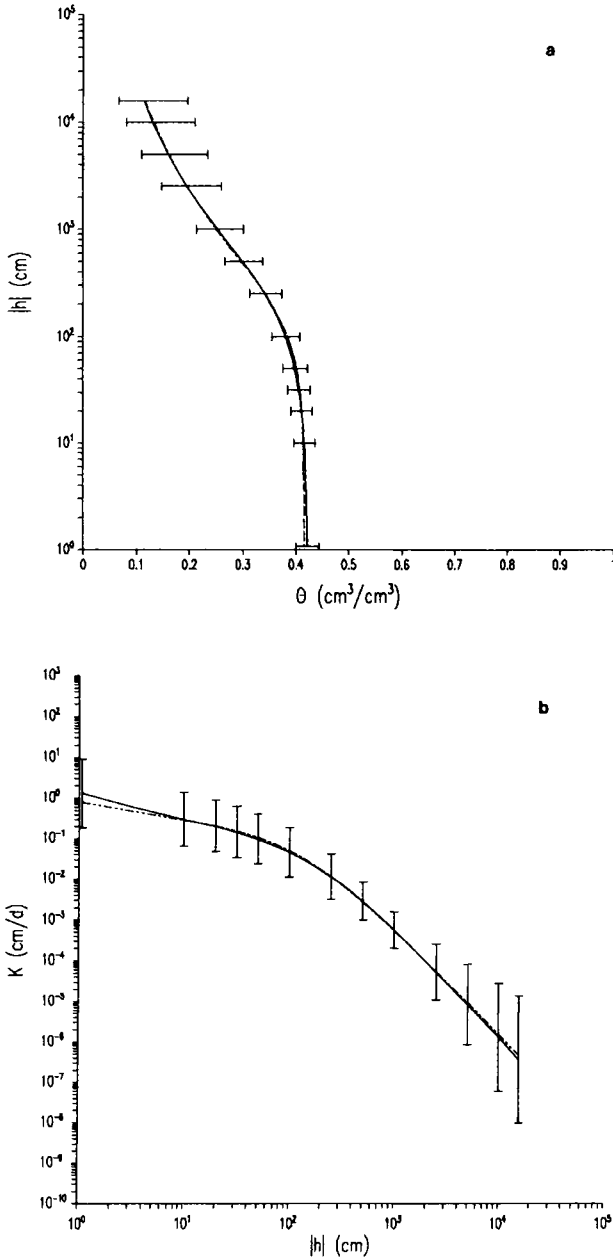 a
10⁵
10⁴
10³
10²
10¹
10⁰
|h| (cm)
0 0.1 0.2 0.3 0.4 0.5 0.6 0.7 0.8 0.9 1
Θ (cm³/cm³)
b
10³
10²
10¹
10⁰
10⁻¹
10⁻²
10⁻³
10⁻⁴
10⁻⁵
10⁻⁶
10⁻⁷
10⁻⁸
10⁻⁹
10⁻¹⁰
K (cm/d)
10⁰ 10¹ 10² 10³ 10⁴ 10⁵
|h| (cm)